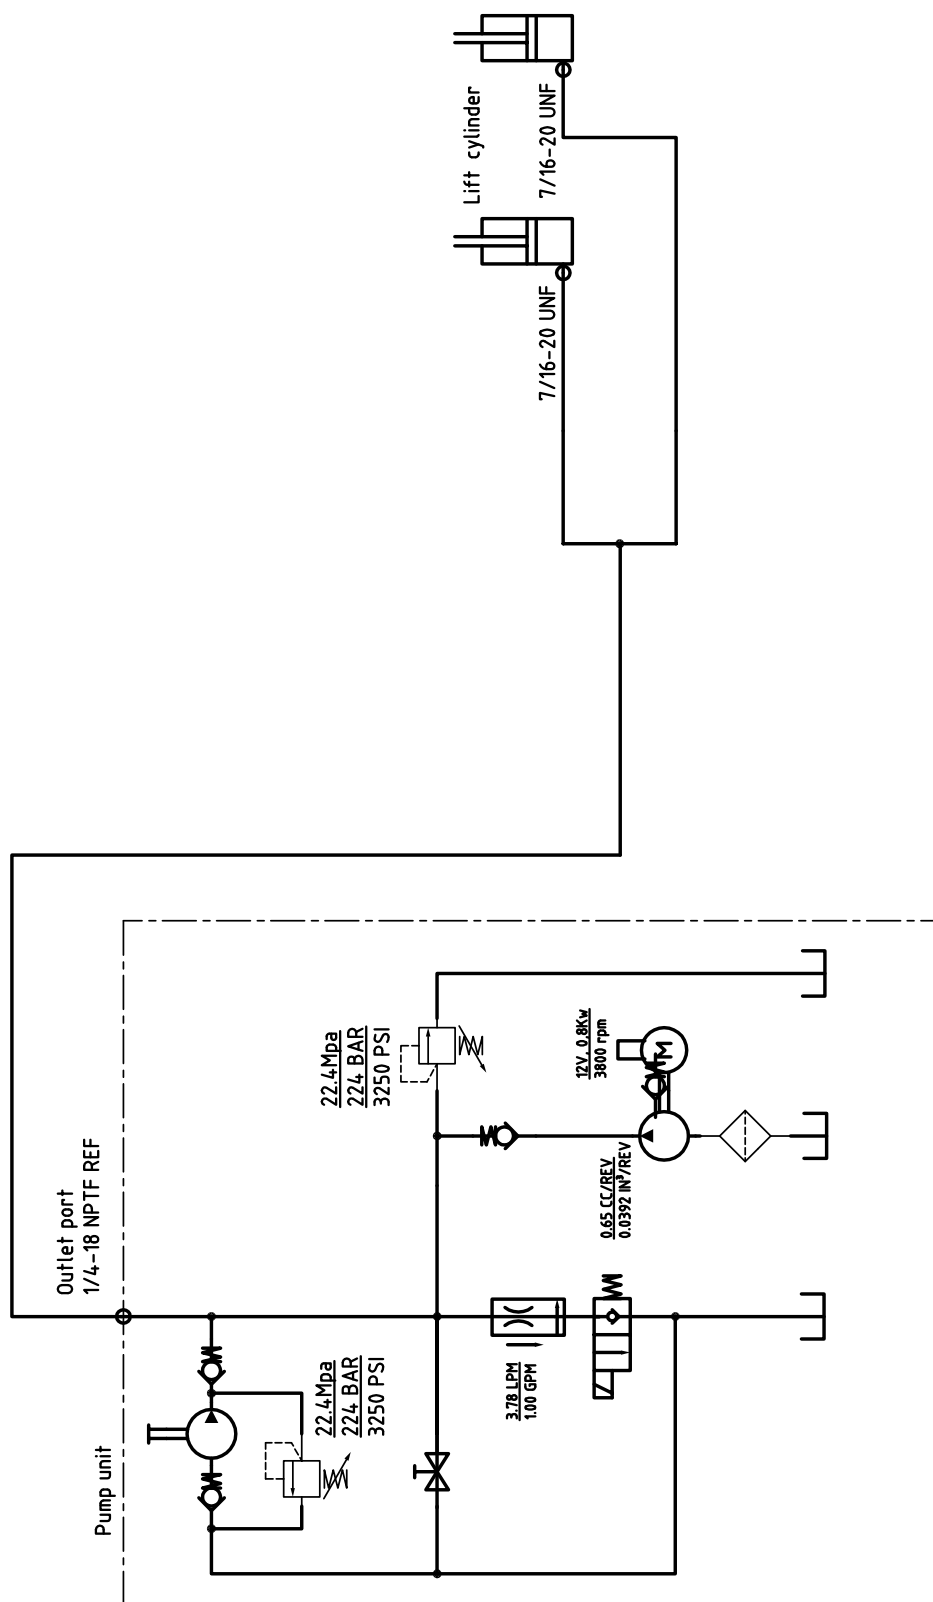 Lift cylinder
7/16-20 UNF
7/16-20 UNF
22.4Mpa
224 BAR
3250 PSI
12V, 0.8Kw
3800 rpm
M
0.65 CC/REV
0.0392 IN³/REV
Outlet port
1/4-18 NPTF REF
3.78 LPM
1.00 GPM
22.4Mpa
224 BAR
3250 PSI
Pump unit